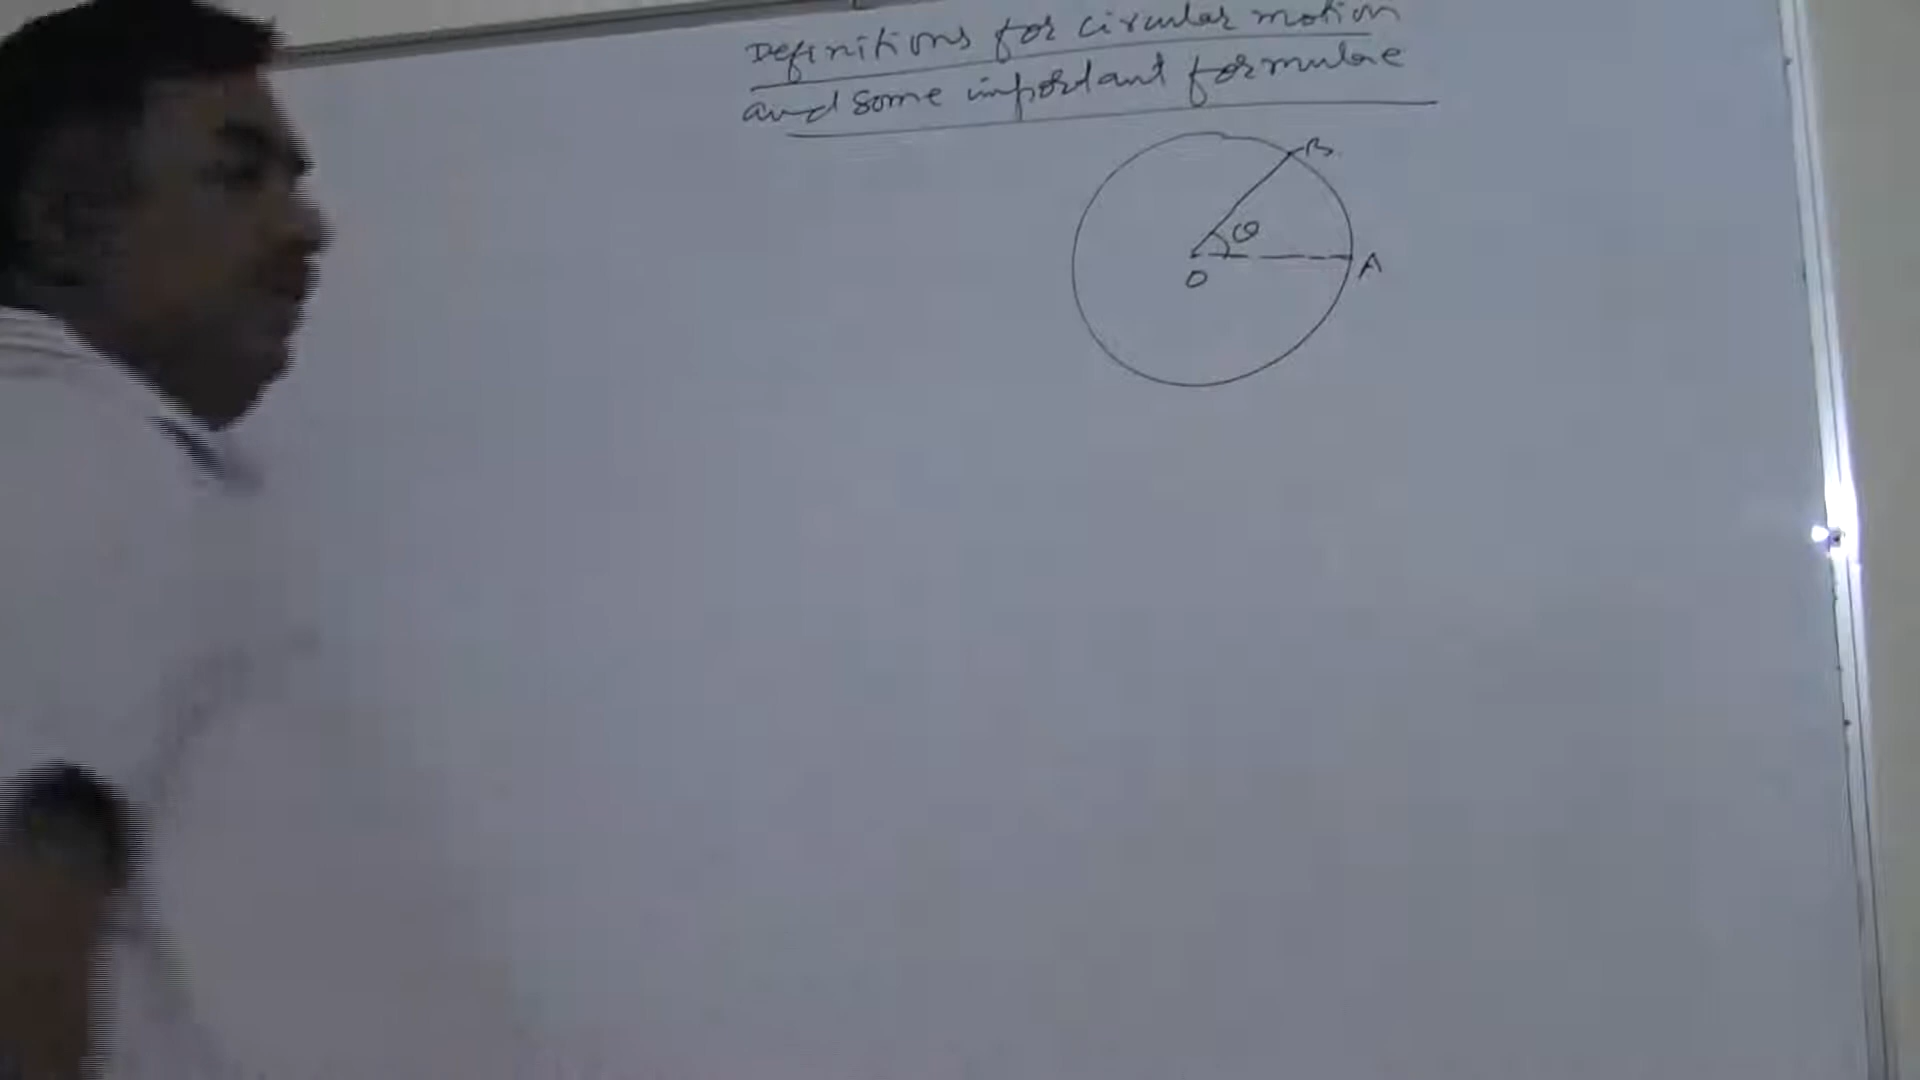 Definitions for circular motion
and some important formulae
B
θ
O
A